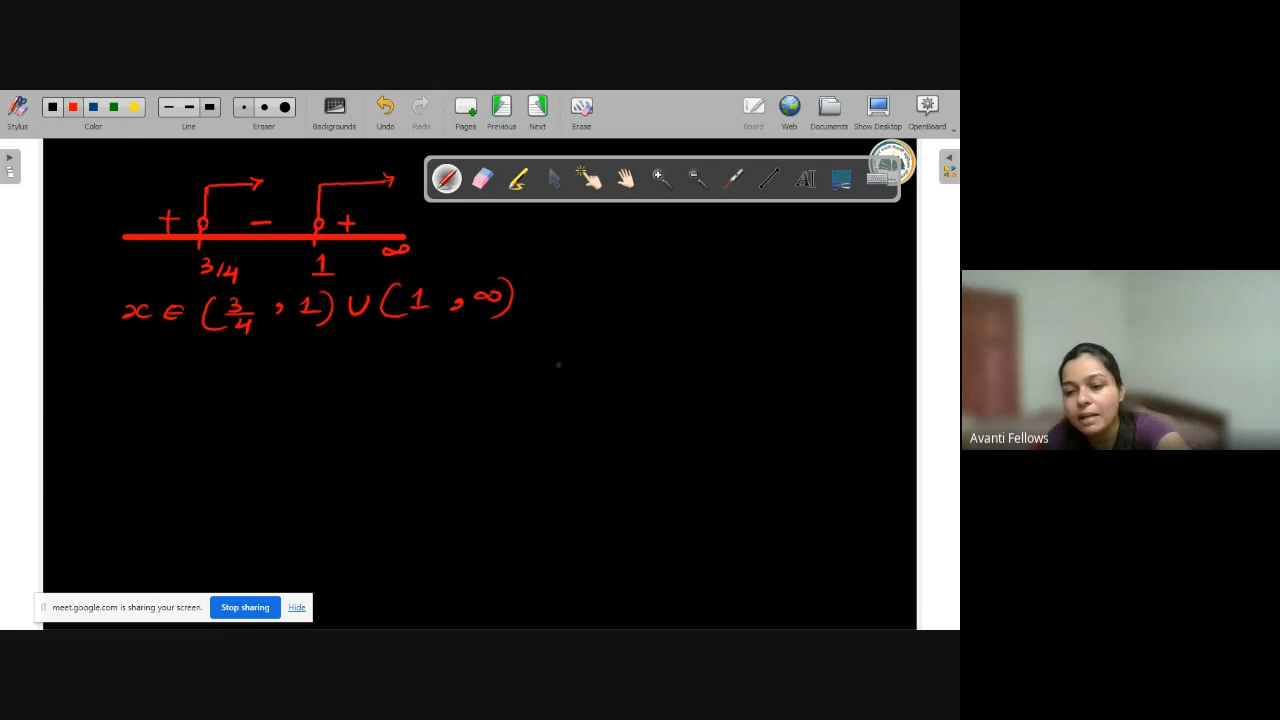 Stylus Color Line Eraser Backgrounds Undo Redo Pages Previous Next Erase Board Web Documents Show Desktop OpenBoard
+ - +
3/4 1 ∞
x ∈ (3/4 , 1) ∪ (1 , ∞)
Avanti Fellows
meet.google.com is sharing your screen. Stop sharing Hide